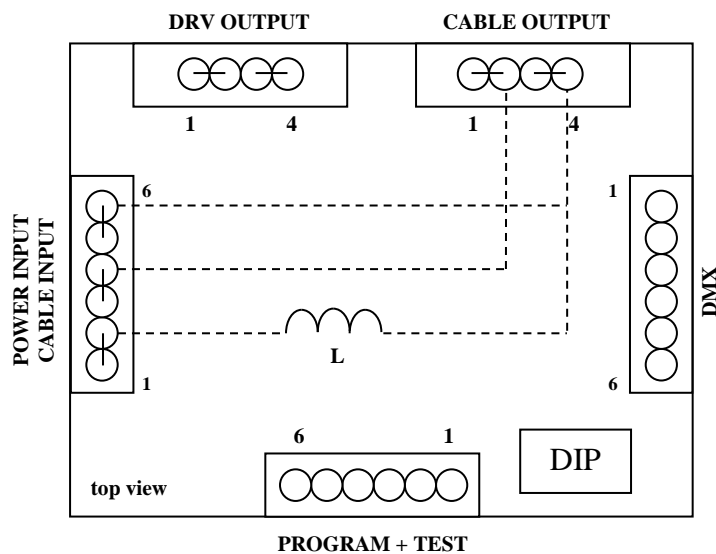 DRV OUTPUT
CABLE OUTPUT
1
4
1
4
6
1
POWER INPUT
CABLE INPUT
DMX
L
1
6
6
1
DIP
top view
PROGRAM + TEST